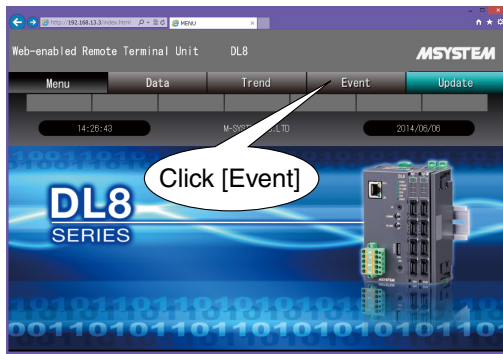 http://192.168.13.3/index.html
MENU
Web-enabled Remote Terminal Unit DL8 MSYSTEM
Menu Data Trend Event Update
14:26:43 2014/06/06
Click [Event]
DL8
SERIES